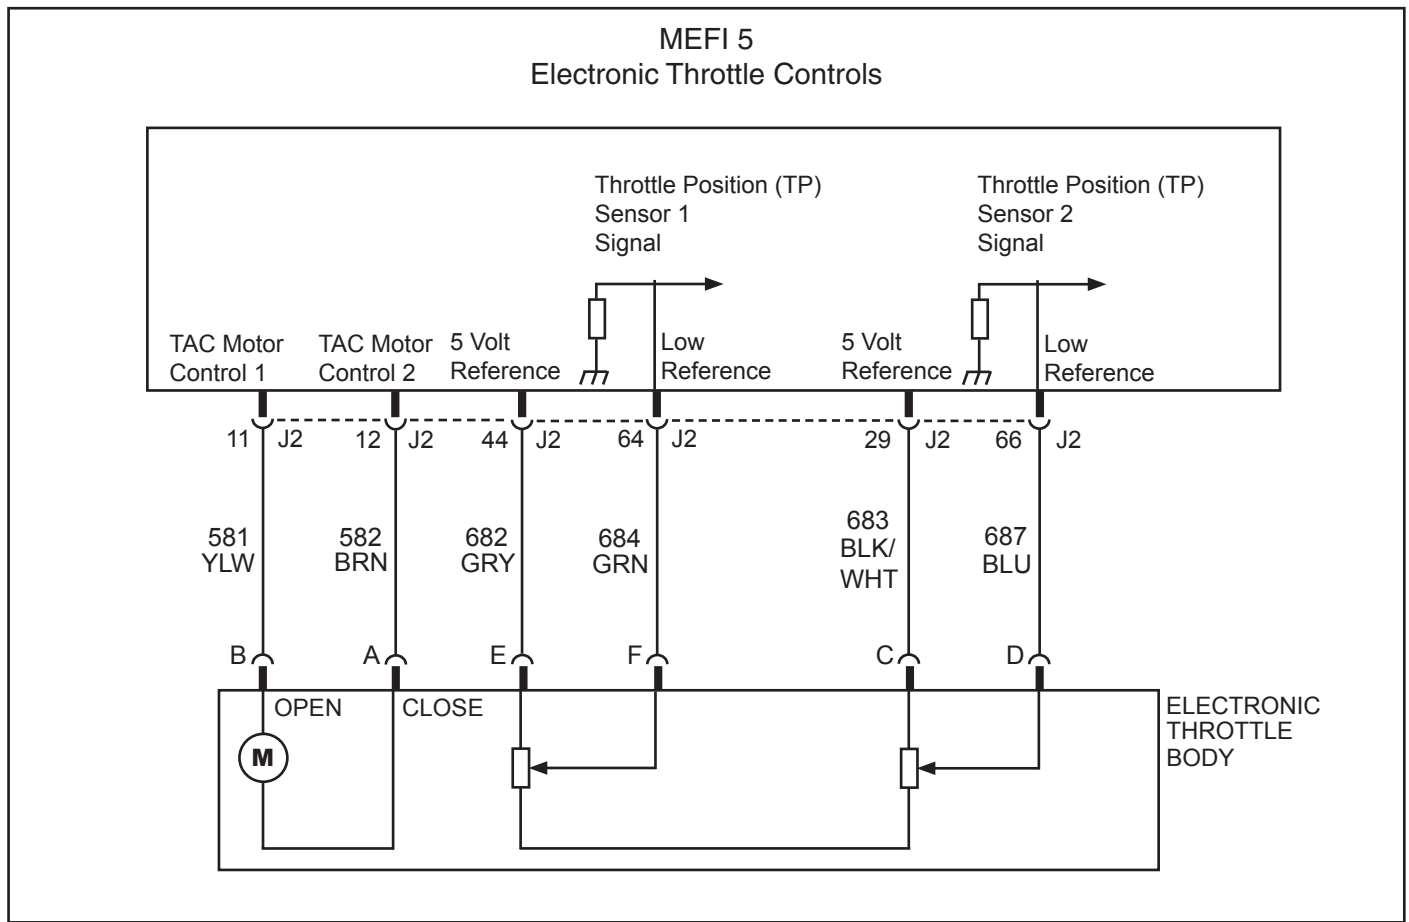 MEFI 5
Electronic Throttle Controls
Throttle Position (TP)
Sensor 1
Signal
Throttle Position (TP)
Sensor 2
Signal
TAC Motor
Control 1
TAC Motor
Control 2
5 Volt
Reference
Low
Reference
5 Volt
Reference
Low
Reference
11 J2
12 J2
44 J2
64 J2
29 J2
66 J2
581
YLW
582
BRN
682
GRY
684
GRN
683
BLK/
WHT
687
BLU
B
A
E
F
C
D
OPEN
CLOSE
M
ELECTRONIC
THROTTLE
BODY